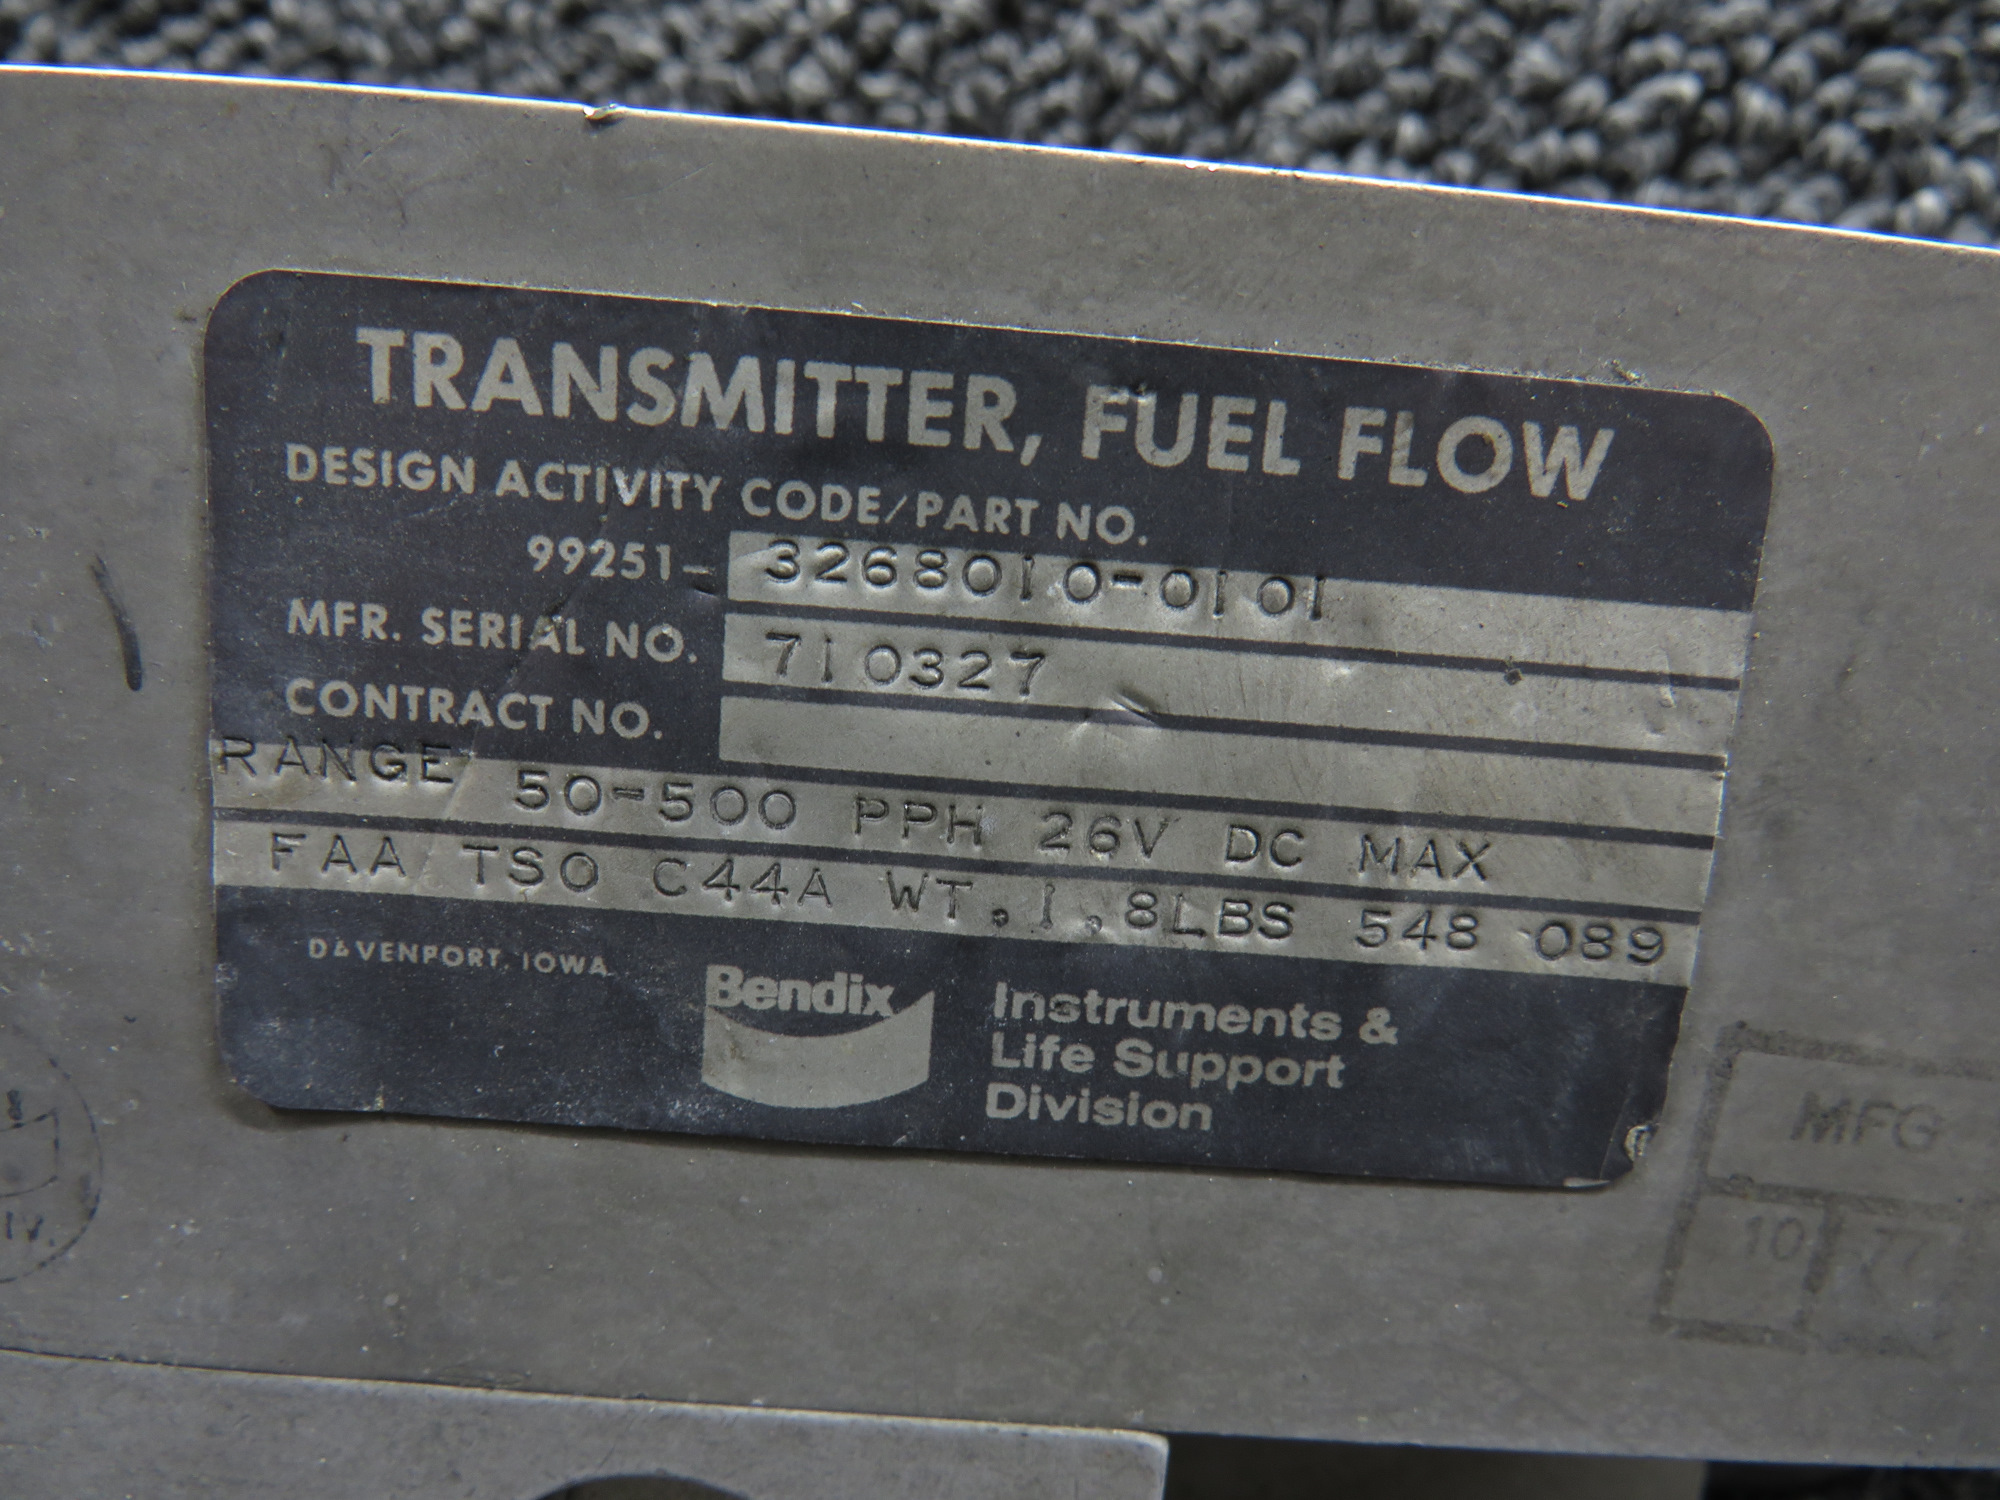 TRANSMITTER, FUEL FLOW
DESIGN ACTIVITY CODE/PART NO.
99251- 3268010-0101
MFR. SERIAL NO. 710327
CONTRACT NO.
RANGE 50-500 PPH 26V DC MAX
FAA TSO C44A WT. 1.8LBS 548 089
DAVENPORT, IOWA
Bendix
Instruments &
Life Support
Division
MFG
10 77
IV.